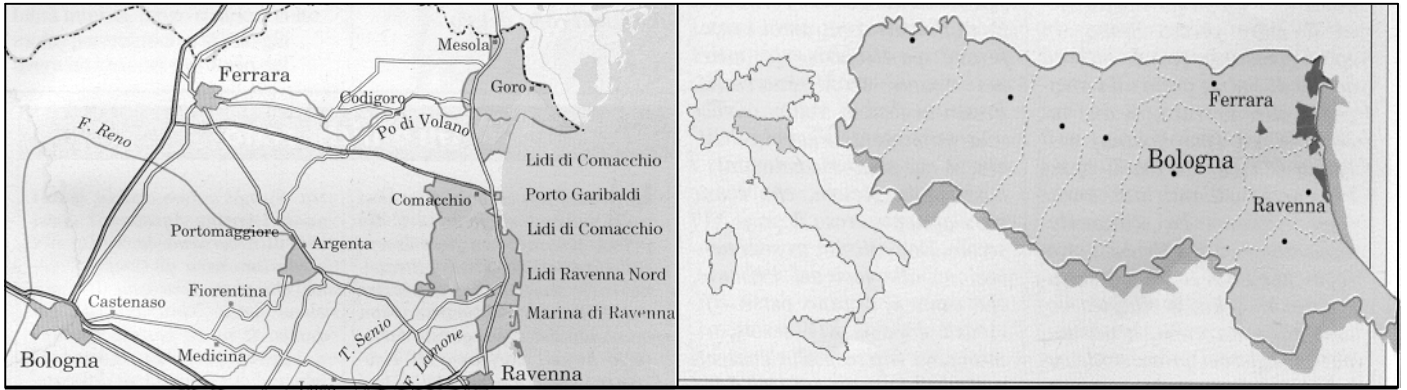 Mesola
Ferrara
Goro
Codigoro
Po di Volano
F. Reno
Lidi di Comacchio
Porto Garibaldi
Comacchio
Lidi di Comacchio
Portomaggiore
Argenta
Lidi Ravenna Nord
Fiorentina
Castenaso
Marina di Ravenna
T. Senio
F. Lamone
Medicina
Bologna
Ravenna
Ferrara
Bologna
Ravenna